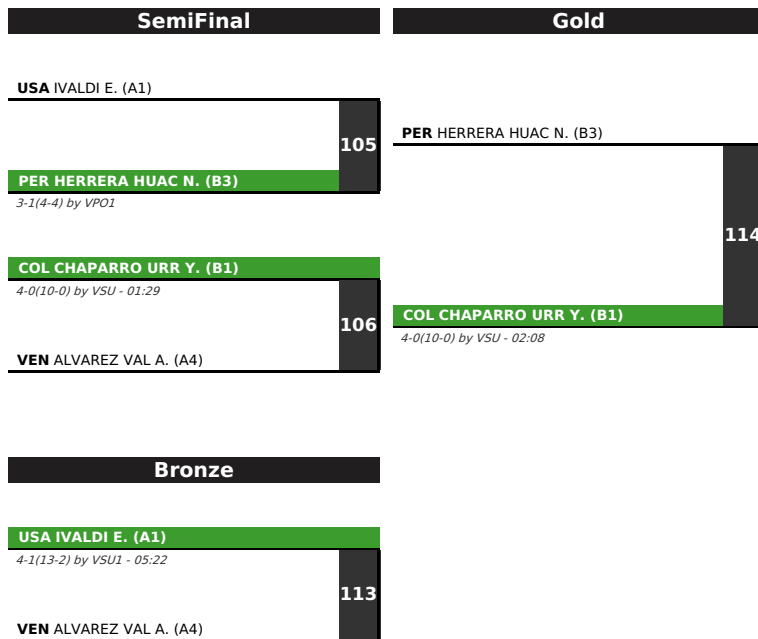 SemiFinal
USA IVALDI E. (A1)
105
PER HERRERA HUAC N. (B3)
3-1(4-4) by VPO1
COL CHAPARRO URR Y. (B1)
4-0(10-0) by VSU - 01:29
106
VEN ALVAREZ VAL A. (A4)
Gold
PER HERRERA HUAC N. (B3)
114
COL CHAPARRO URR Y. (B1)
4-0(10-0) by VSU - 02:08
Bronze
USA IVALDI E. (A1)
4-1(13-2) by VSU1 - 05:22
113
VEN ALVAREZ VAL A. (A4)